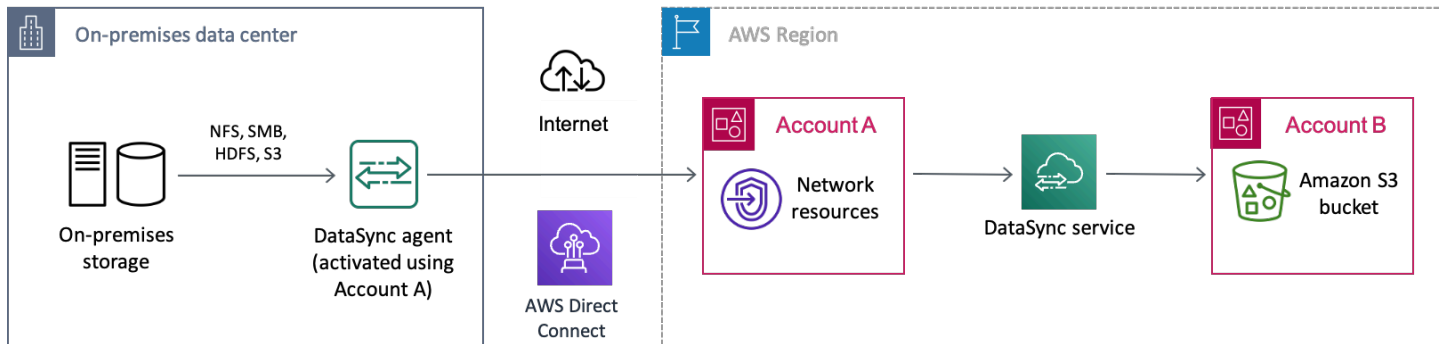 On-premises data center
NFS, SMB,
HDFS, S3
On-premises
storage
DataSync agent
(activated using
Account A)
Internet
AWS Direct
Connect
AWS Region
Account A
Network
resources
DataSync service
Account B
Amazon S3
bucket